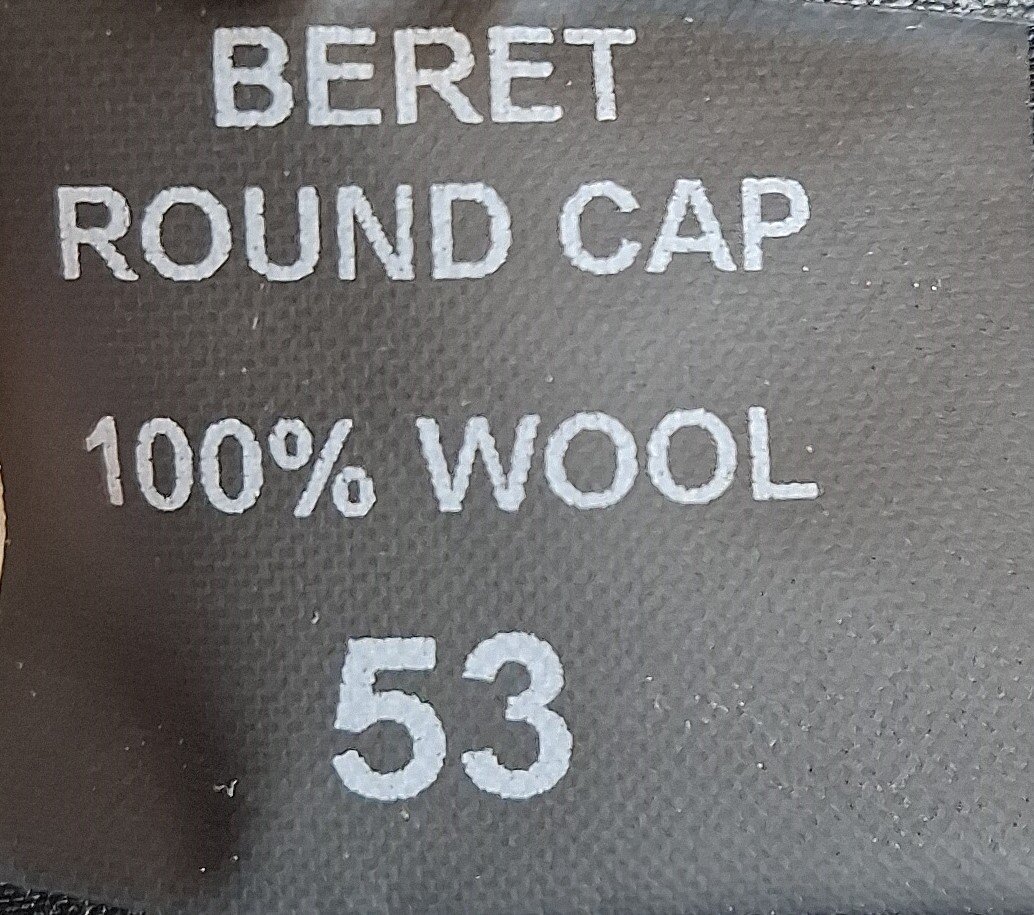 BERET
ROUND CAP
100% WOOL
53